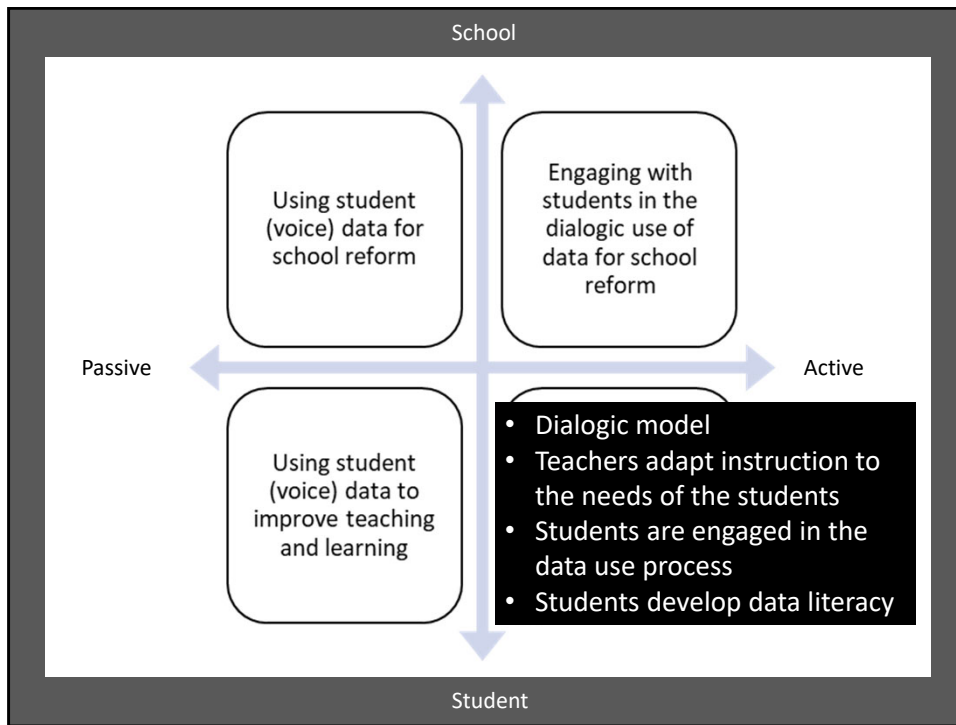 School
Using student
(voice) data for
school reform
Engaging with
students in the
dialogic use of
data for school
reform
Passive
Active
Using student
(voice) data to
improve teaching
and learning
• Dialogic model
• Teachers adapt instruction to
the needs of the students
• Students are engaged in the
data use process
• Students develop data literacy
Student